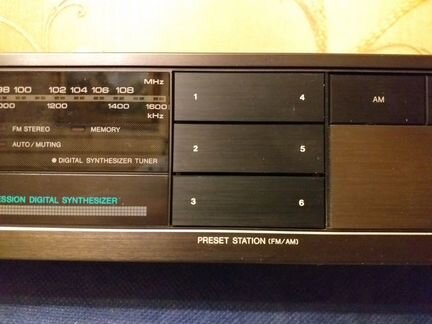 98 100 102 104 106 108 MHz
1200 1400 1600
kHz
FM STEREO MEMORY
AUTO/MUTING
DIGITAL SYNTHESIZER TUNER
DIGITAL SYNTHESIZER
1 4
2 5
3 6
AM
PRESET STATION (FM/AM)